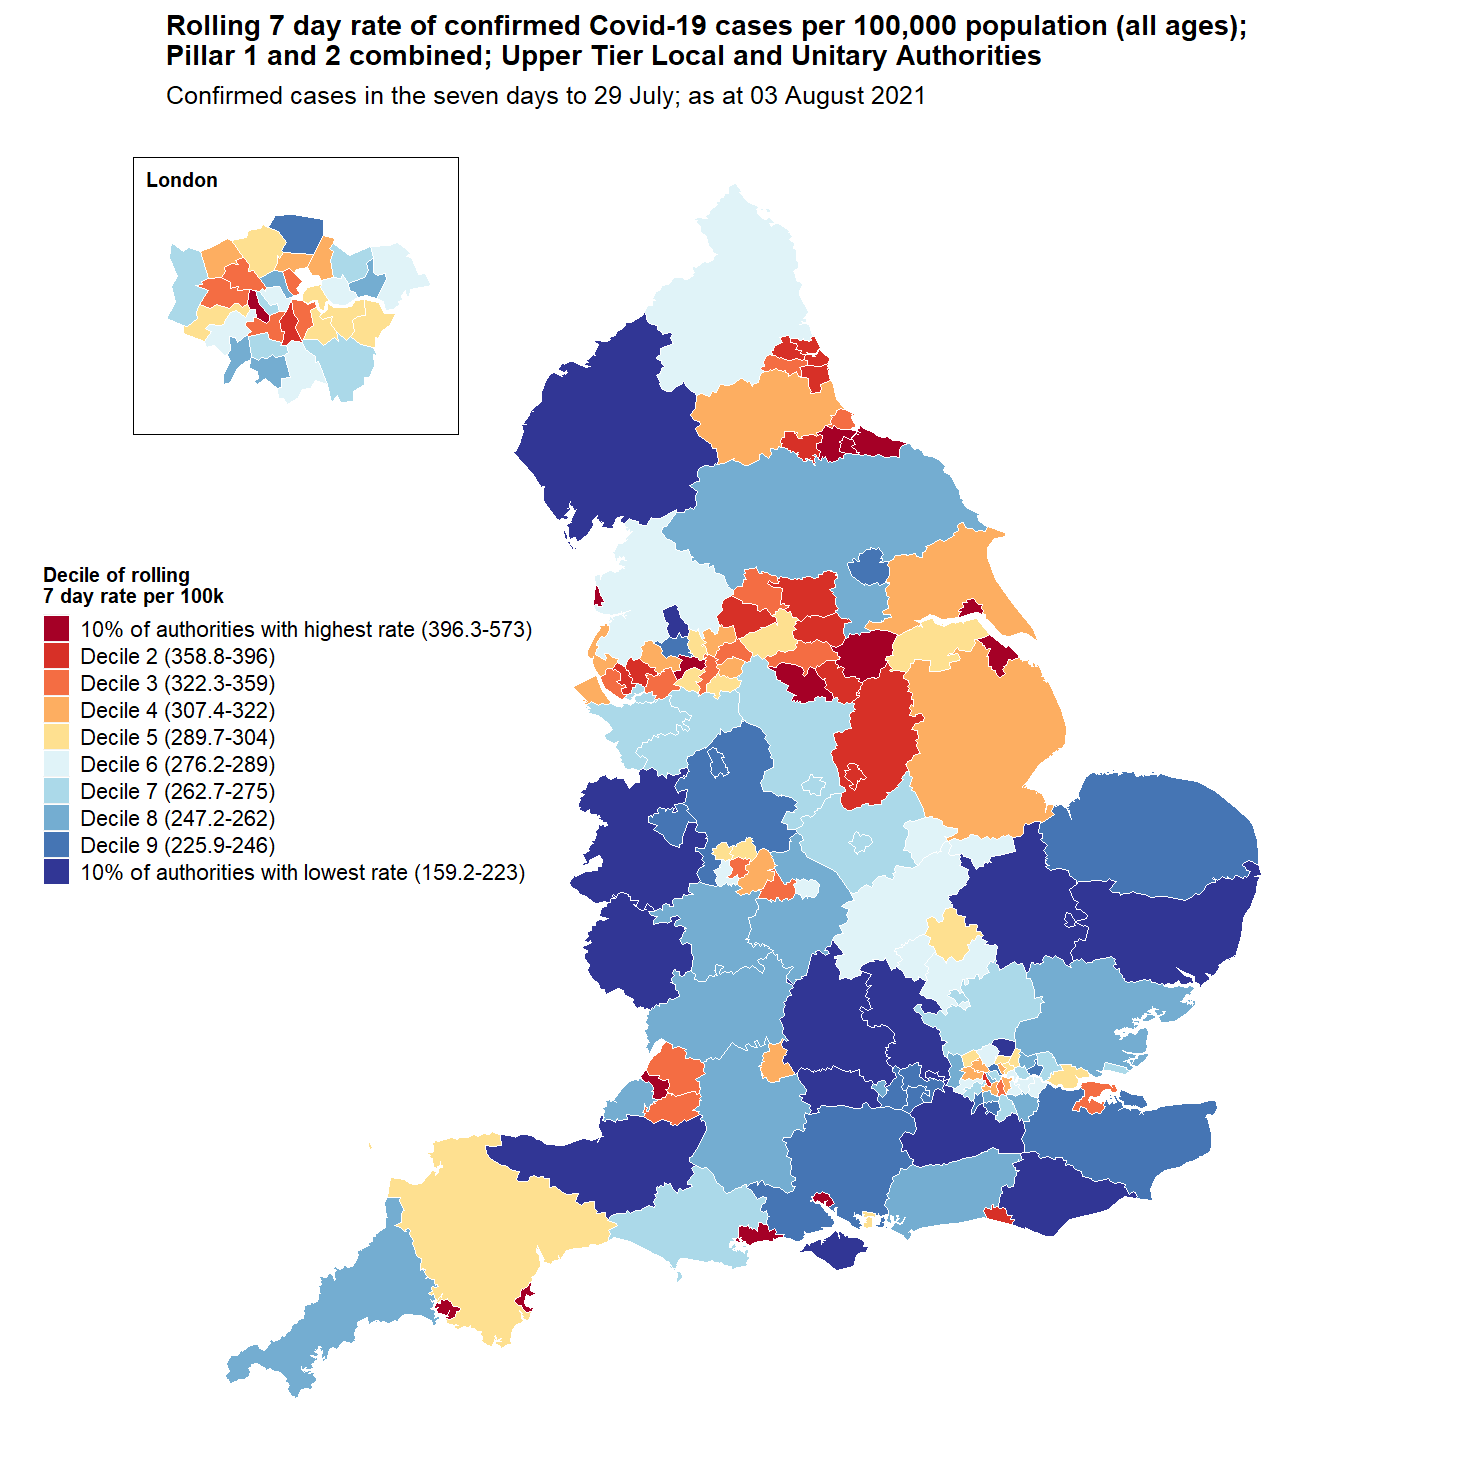 Rolling 7 day rate of confirmed Covid-19 cases per 100,000 population (all ages);
Pillar 1 and 2 combined; Upper Tier Local and Unitary Authorities
Confirmed cases in the seven days to 29 July; as at 03 August 2021
London
Decile of rolling
7 day rate per 100k
10% of authorities with highest rate (396.3-573)
Decile 2 (358.8-396)
Decile 3 (322.3-359)
Decile 4 (307.4-322)
Decile 5 (289.7-304)
Decile 6 (276.2-289)
Decile 7 (262.7-275)
Decile 8 (247.2-262)
Decile 9 (225.9-246)
10% of authorities with lowest rate (159.2-223)